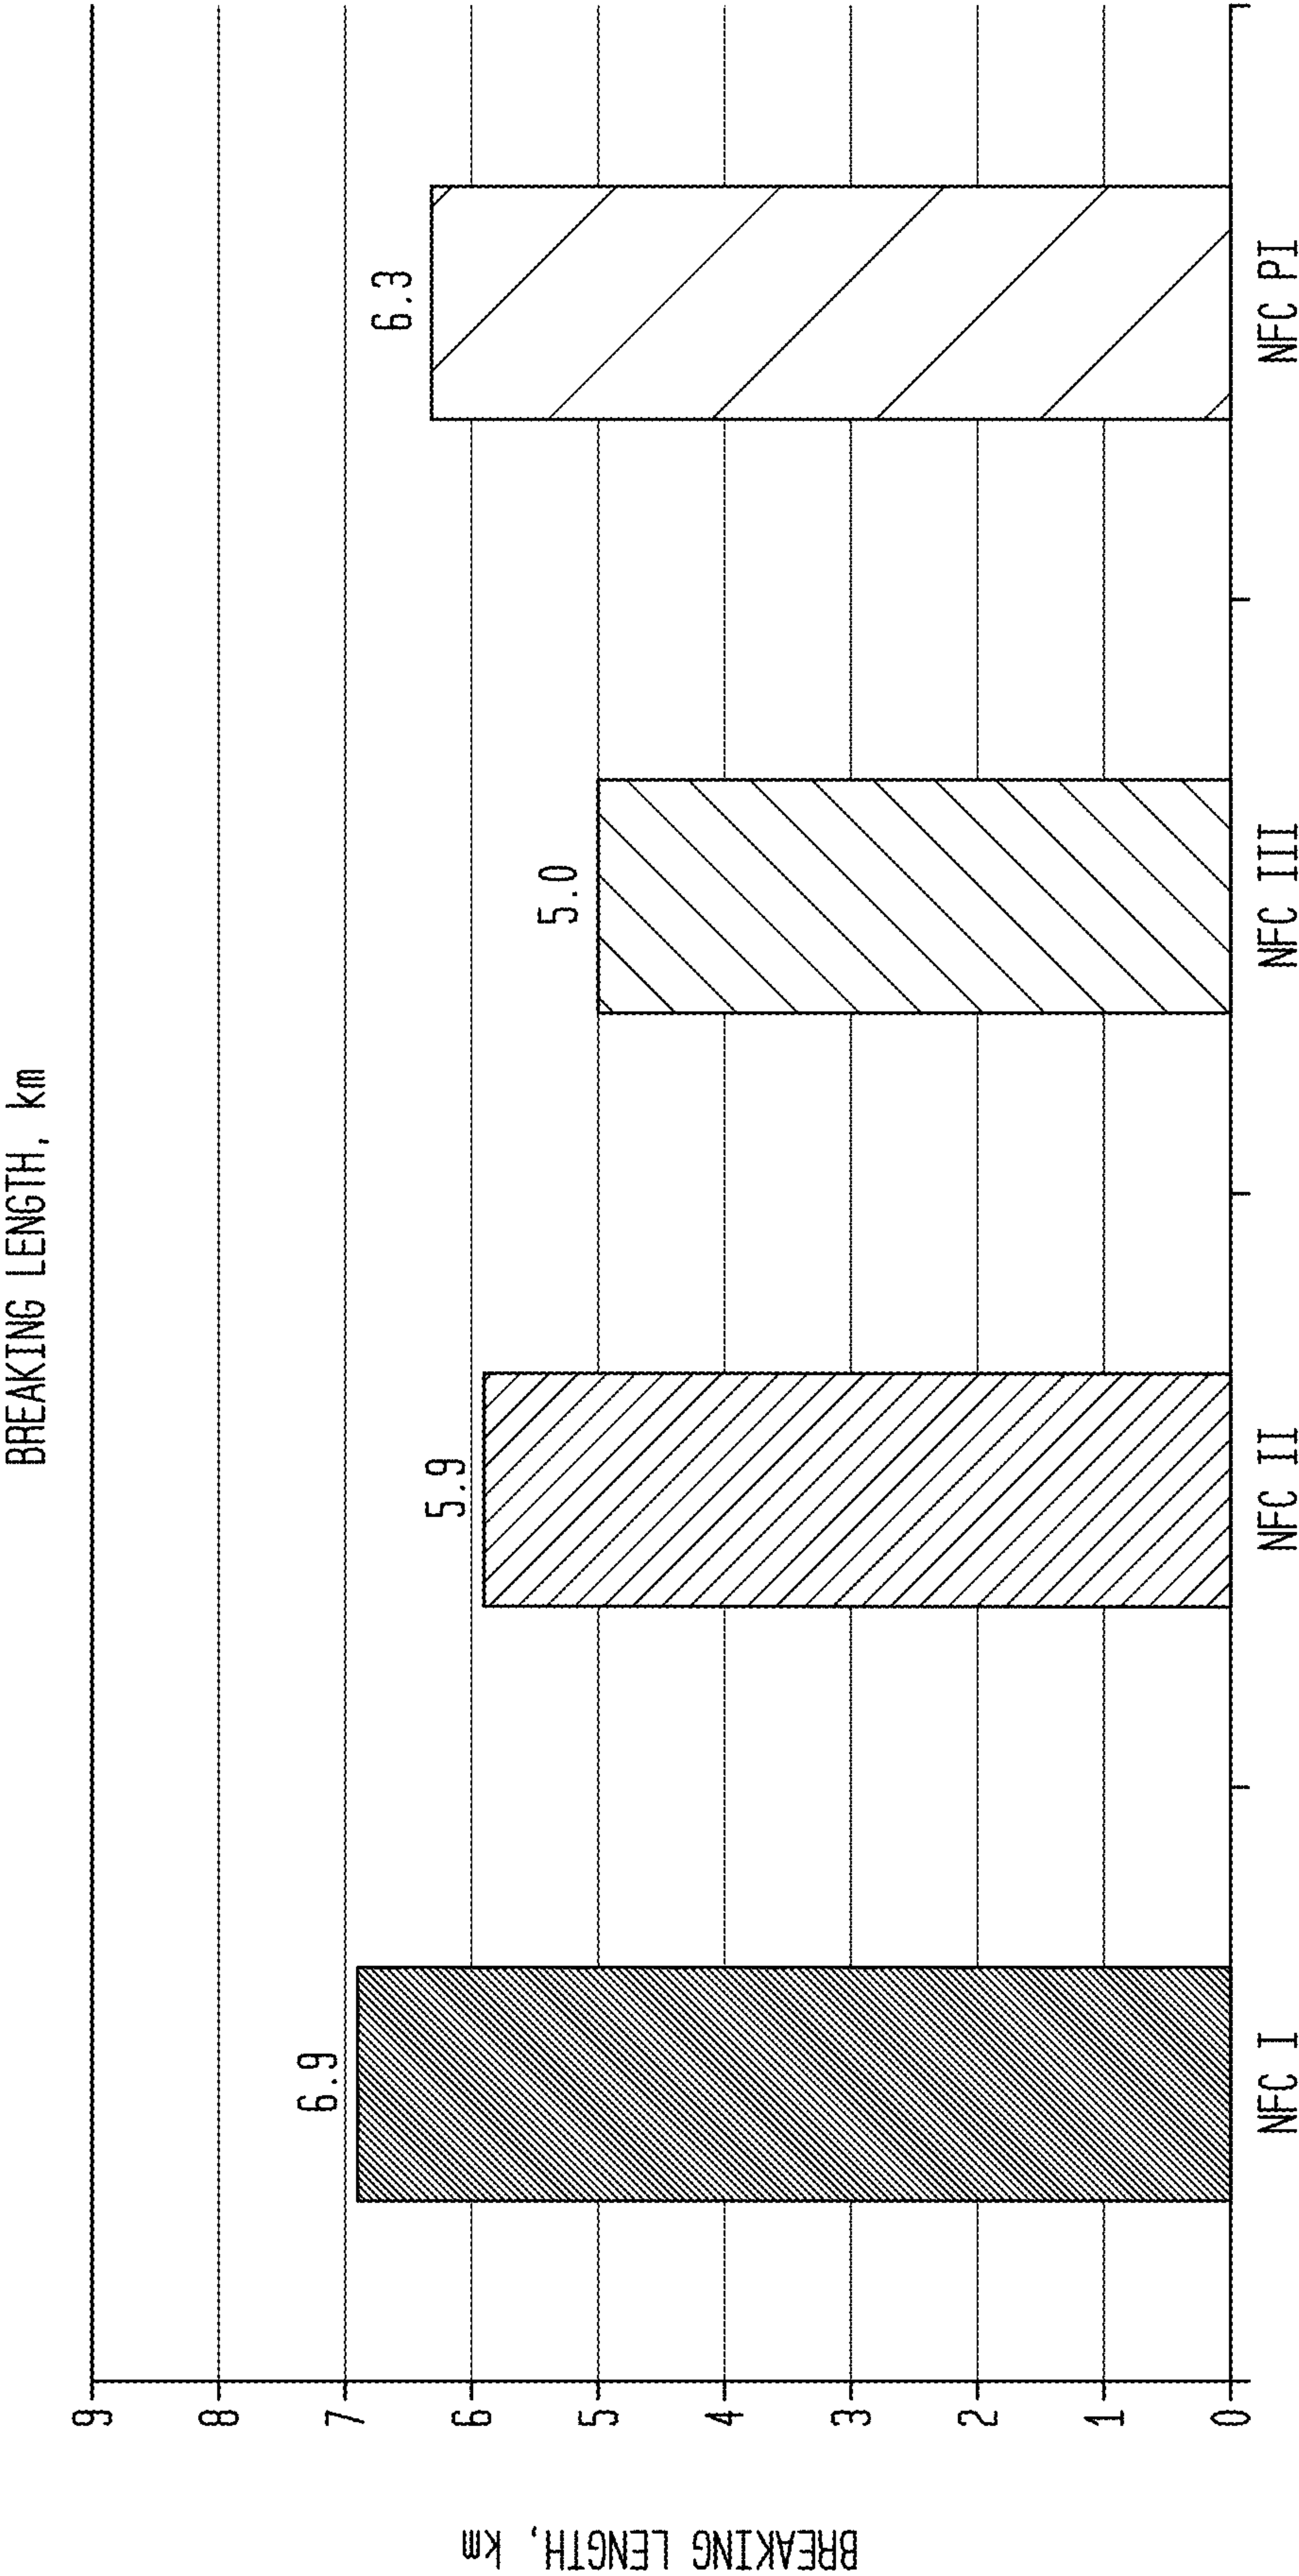 BREAKING LENGTH, km
BREAKING LENGTH, km
9
8
7
6
5
4
3
2
1
0
6.9
5.9
5.0
6.3
NFC I
NFC II
NFC III
NFC PI